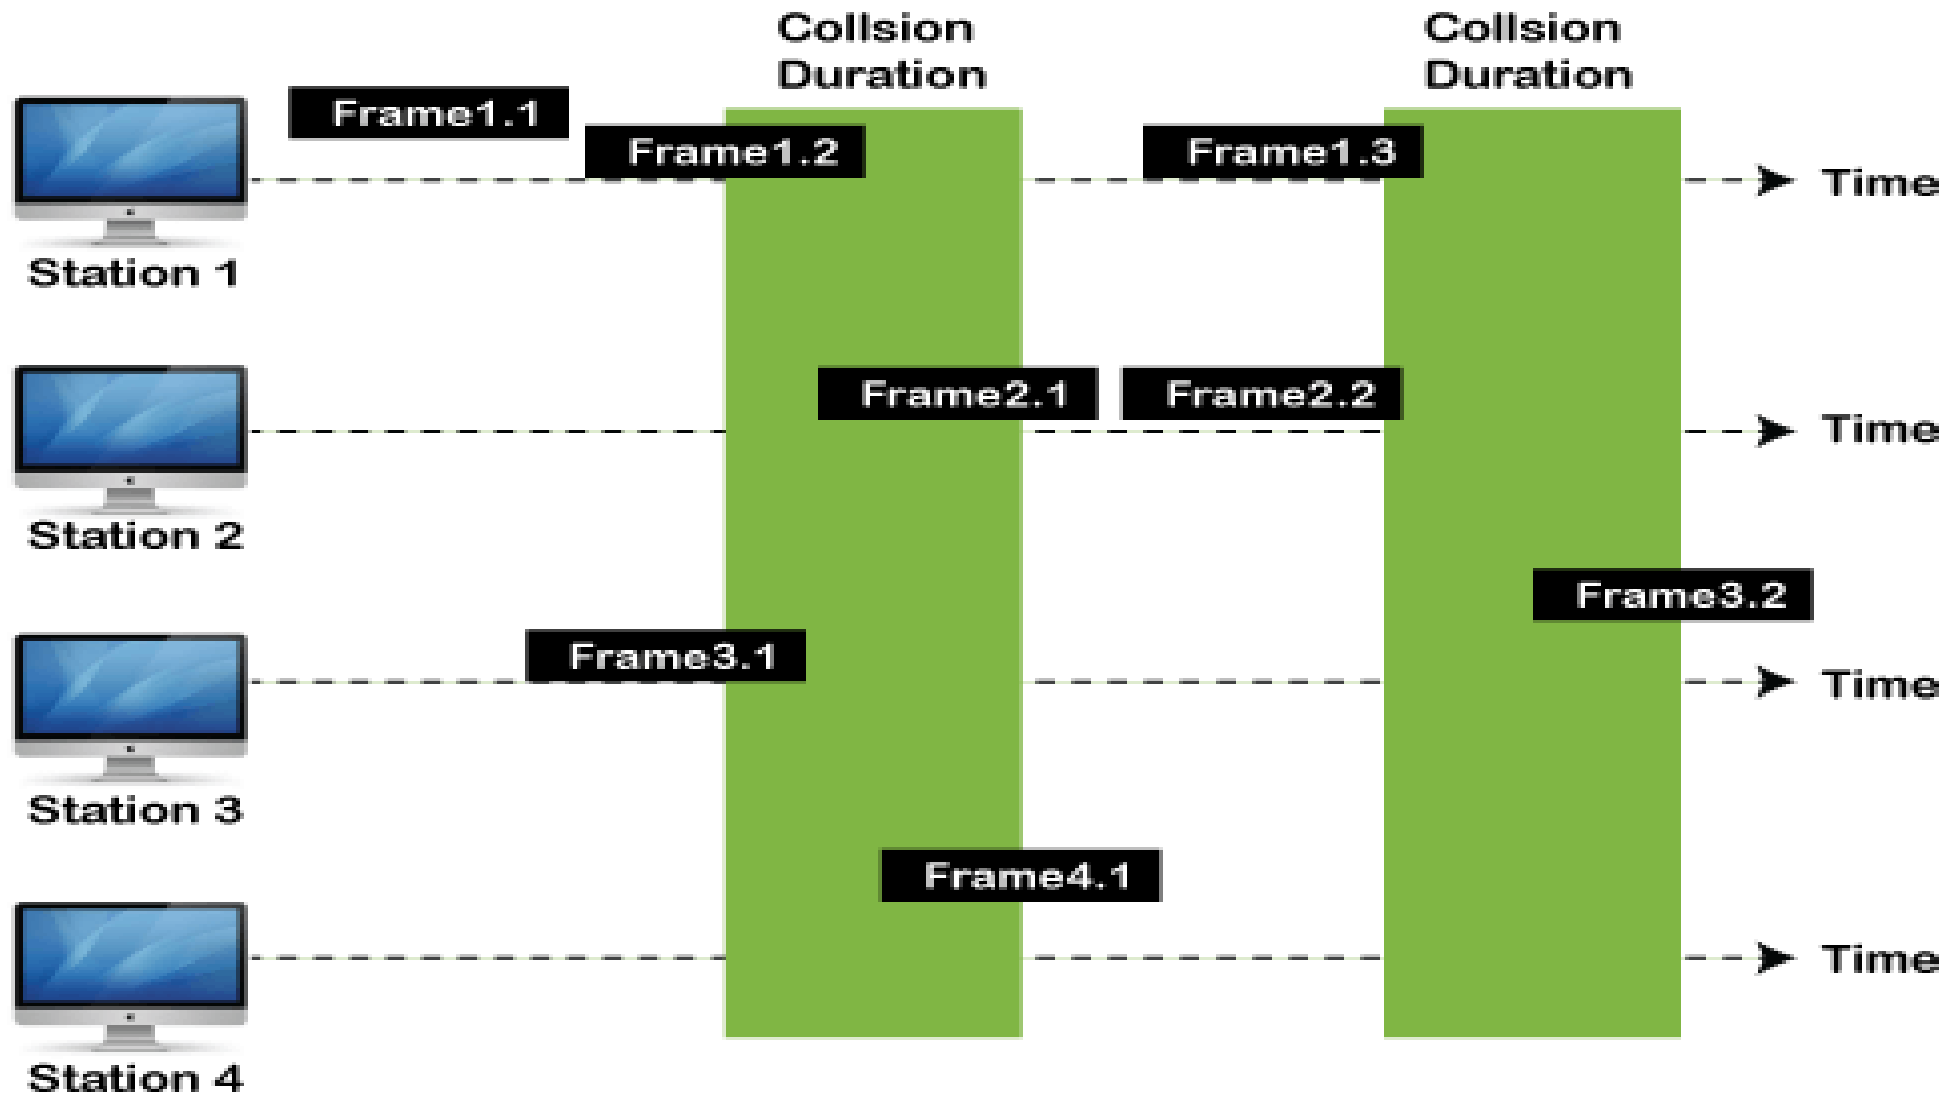 Collsion
Duration
Collsion
Duration
Frame1.1
Frame1.2
Frame1.3
Time
Station 1
Frame2.1
Frame2.2
Time
Station 2
Frame3.2
Frame3.1
Time
Station 3
Frame4.1
Time
Station 4